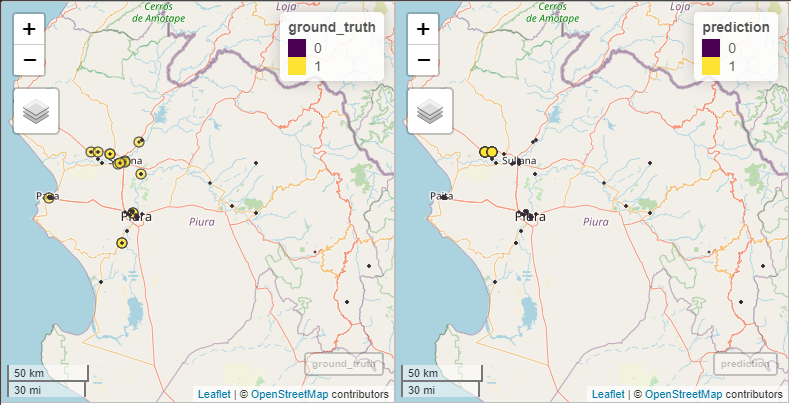 Cerros
de Amotape
Loja
+
−
ground_truth
0
1
Sullana
Paita
Piura
Piura
50 km
30 mi
ground_truth
Leaflet | © OpenStreetMap contributors
Cerros
de Amotape
Loja
+
−
prediction
0
1
Sullana
Paita
Piura
Piura
50 km
30 mi
prediction
Leaflet | © OpenStreetMap contributors